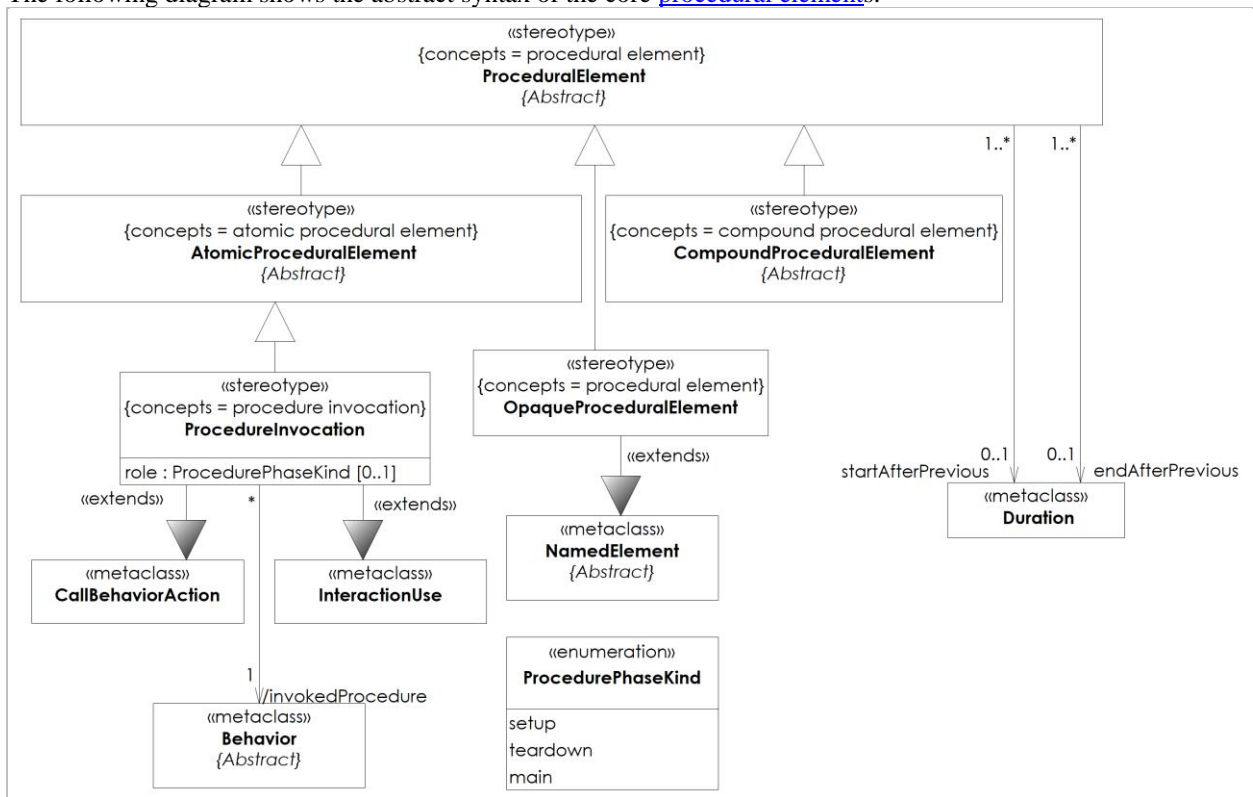 The following diagram shows the abstract syntax of the core procedural elements.
«stereotype»
{concepts = procedural element}
ProceduralElement
{Abstract}
1..*
1..*
«stereotype»
{concepts = atomic procedural element}
AtomicProceduralElement
{Abstract}
«stereotype»
{concepts = compound procedural element}
CompoundProceduralElement
{Abstract}
«stereotype»
{concepts = procedure invocation}
ProcedureInvocation
role : ProcedurePhaseKind [0..1]
«stereotype»
{concepts = procedural element}
OpaqueProceduralElement
«extends»
*
«extends»
«extends»
0..1
0..1
startAfterPrevious
endAfterPrevious
«metaclass»
Duration
«metaclass»
NamedElement
{Abstract}
«metaclass»
CallBehaviorAction
«metaclass»
InteractionUse
1
/invokedProcedure
«metaclass»
Behavior
{Abstract}
«enumeration»
ProcedurePhaseKind
setup
teardown
main